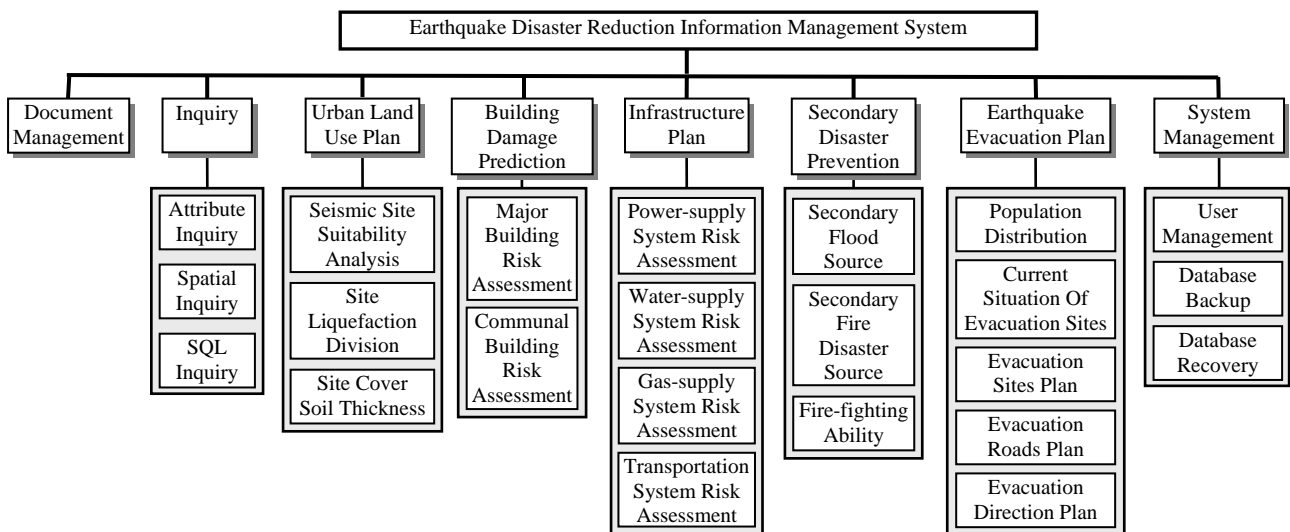 Earthquake Disaster Reduction Information Management System
Document
Management
Inquiry
Urban Land
Use Plan
Building
Damage
Prediction
Infrastructure
Plan
Secondary
Disaster
Prevention
Earthquake
Evacuation Plan
System
Management
Attribute
Inquiry
Spatial
Inquiry
SQL
Inquiry
Seismic Site
Suitability
Analysis
Site
Liquefaction
Division
Site Cover
Soil Thickness
Major
Building
Risk
Assessment
Communal
Building
Risk
Assessment
Power-supply
System Risk
Assessment
Water-supply
System Risk
Assessment
Gas-supply
System Risk
Assessment
Transportation
System Risk
Assessment
Secondary
Flood
Source
Secondary
Fire
Disaster
Source
Fire-fighting
Ability
Population
Distribution
Current
Situation Of
Evacuation Sites
Evacuation
Sites Plan
Evacuation
Roads Plan
Evacuation
Direction Plan
User
Management
Database
Backup
Database
Recovery